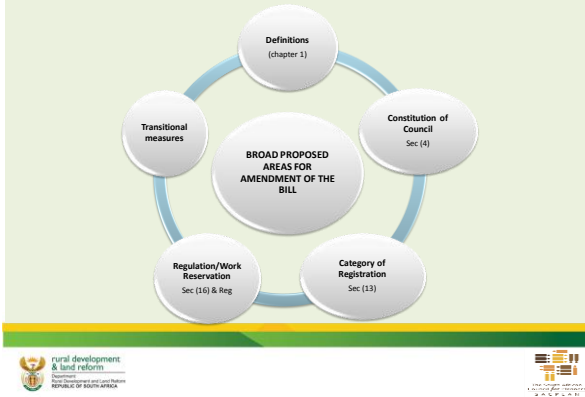 Definitions
(chapter 1)
Constitution of
Council
Sec (4)
Transitional
measures
BROAD PROPOSED
AREAS FOR
AMENDMENT OF THE
BILL
Regulation/Work
Reservation
Sec (16) & Reg
Category of
Registration
Sec (13)
rural development
& land reform
Department:
Rural Development and Land Reform
REPUBLIC OF SOUTH AFRICA
SACPLAN